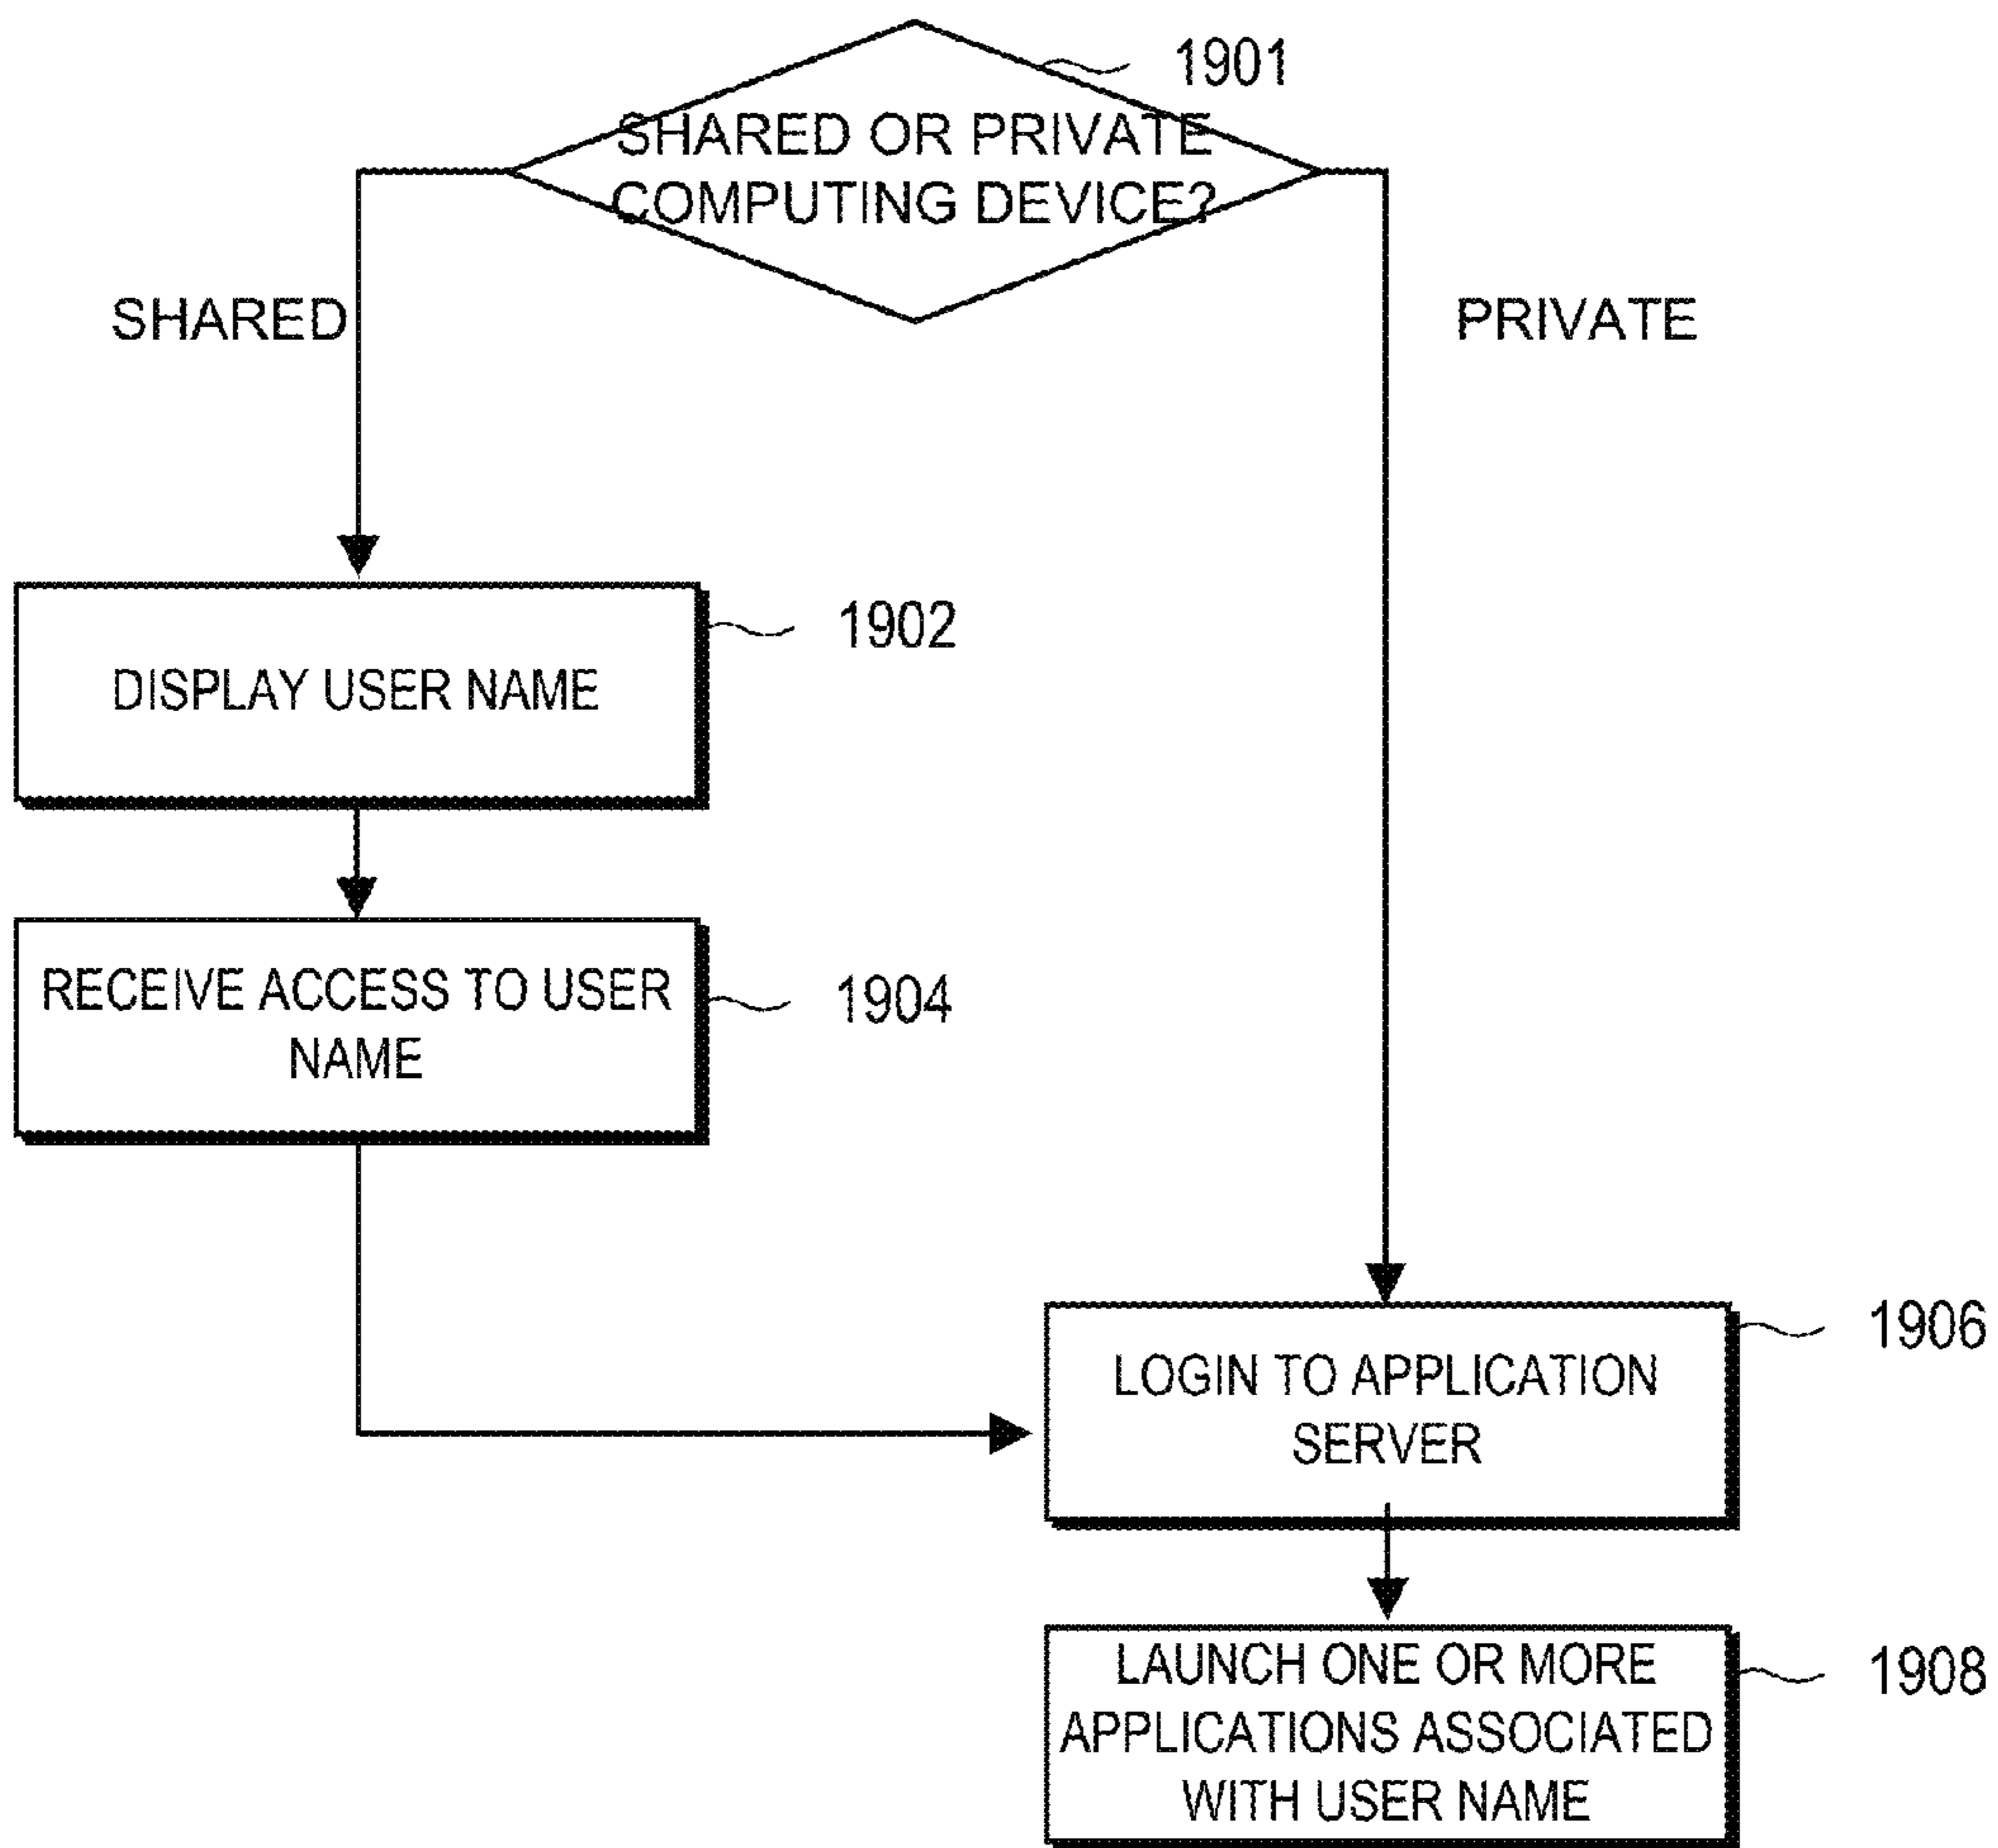 1901
SHARED OR PRIVATE
COMPUTING DEVICE?
SHARED
PRIVATE
1902
DISPLAY USER NAME
RECEIVE ACCESS TO USER
NAME
1904
1906
LOGIN TO APPLICATION
SERVER
LAUNCH ONE OR MORE
APPLICATIONS ASSOCIATED
WITH USER NAME
1908